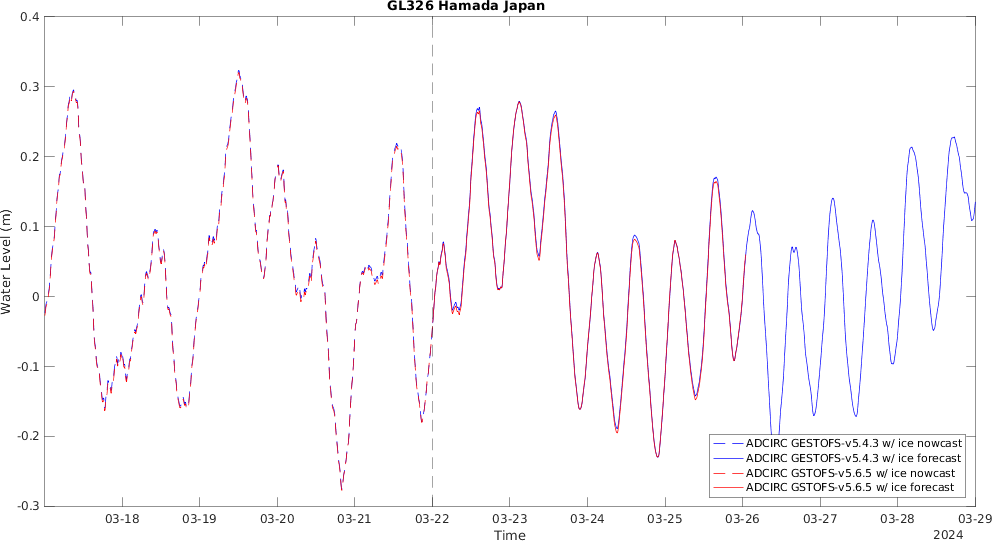 GL326 Hamada Japan
0.4
0.3
0.2
0.1
0
-0.1
-0.2
-0.3
Water Level (m)
ADCIRC GESTOFS-v5.4.3 w/ ice nowcast
ADCIRC GESTOFS-v5.4.3 w/ ice forecast
ADCIRC GSTOFS-v5.6.5 w/ ice nowcast
ADCIRC GSTOFS-v5.6.5 w/ ice forecast
03-18 03-19 03-20 03-21 03-22 03-23 03-24 03-25 03-26 03-27 03-28 03-29
Time
2024